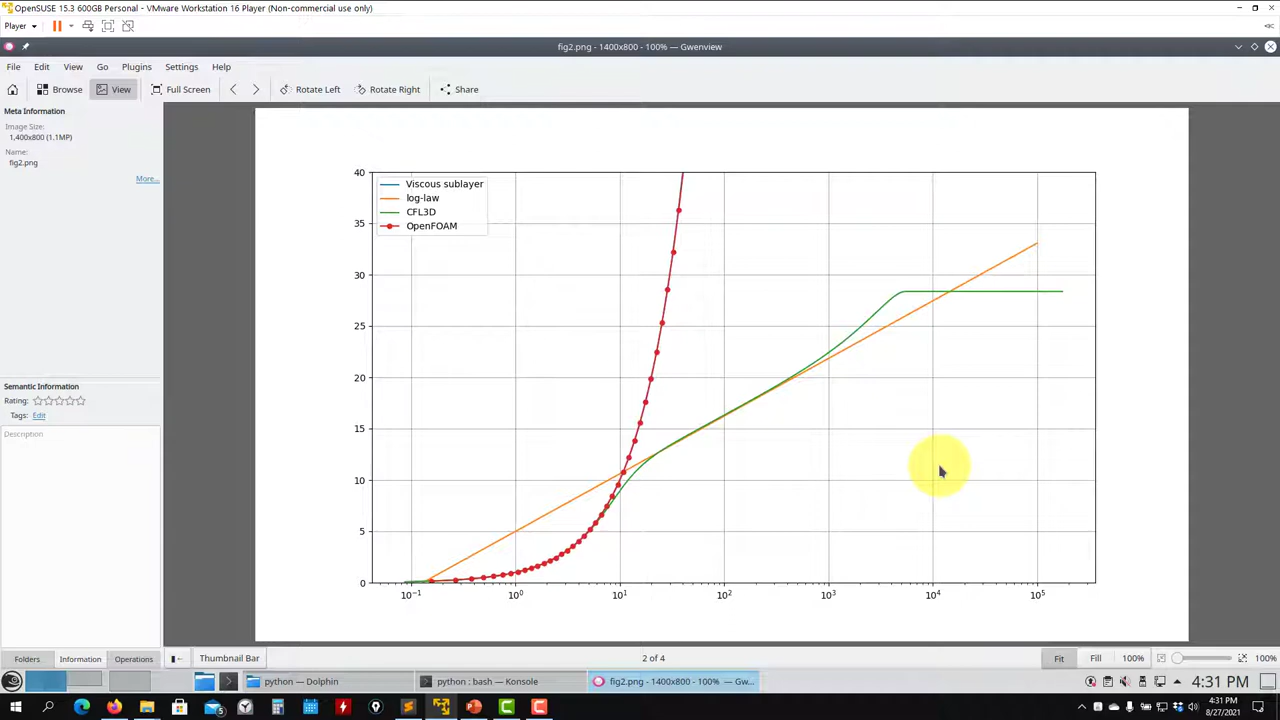 OpenSUSE 15.3 600GB Personal - VMware Workstation 16 Player (Non-commercial use only)
Player
fig2.png - 1400x800 - 100% — Gwenview
File Edit View Go Plugins Settings Help
Browse View Full Screen Rotate Left Rotate Right Share
Meta Information
Image Size:
1,400x800 (1.1MP)
Name:
fig2.png
More...
Semantic Information
Rating:
Tags: Edit
Description
Viscous sublayer
log-law
CFL3D
OpenFOAM
40
35
30
25
20
15
10
5
0
10⁻¹ 10⁰ 10¹ 10² 10³ 10⁴ 10⁵
Folders Information Operations Thumbnail Bar 2 of 4 Fit Fill 100% 100%
python — Dolphin python : bash — Konsole fig2.png - 1400x800 - 100% — Gw... 4:31 PM
4:31 PM
8/27/2021